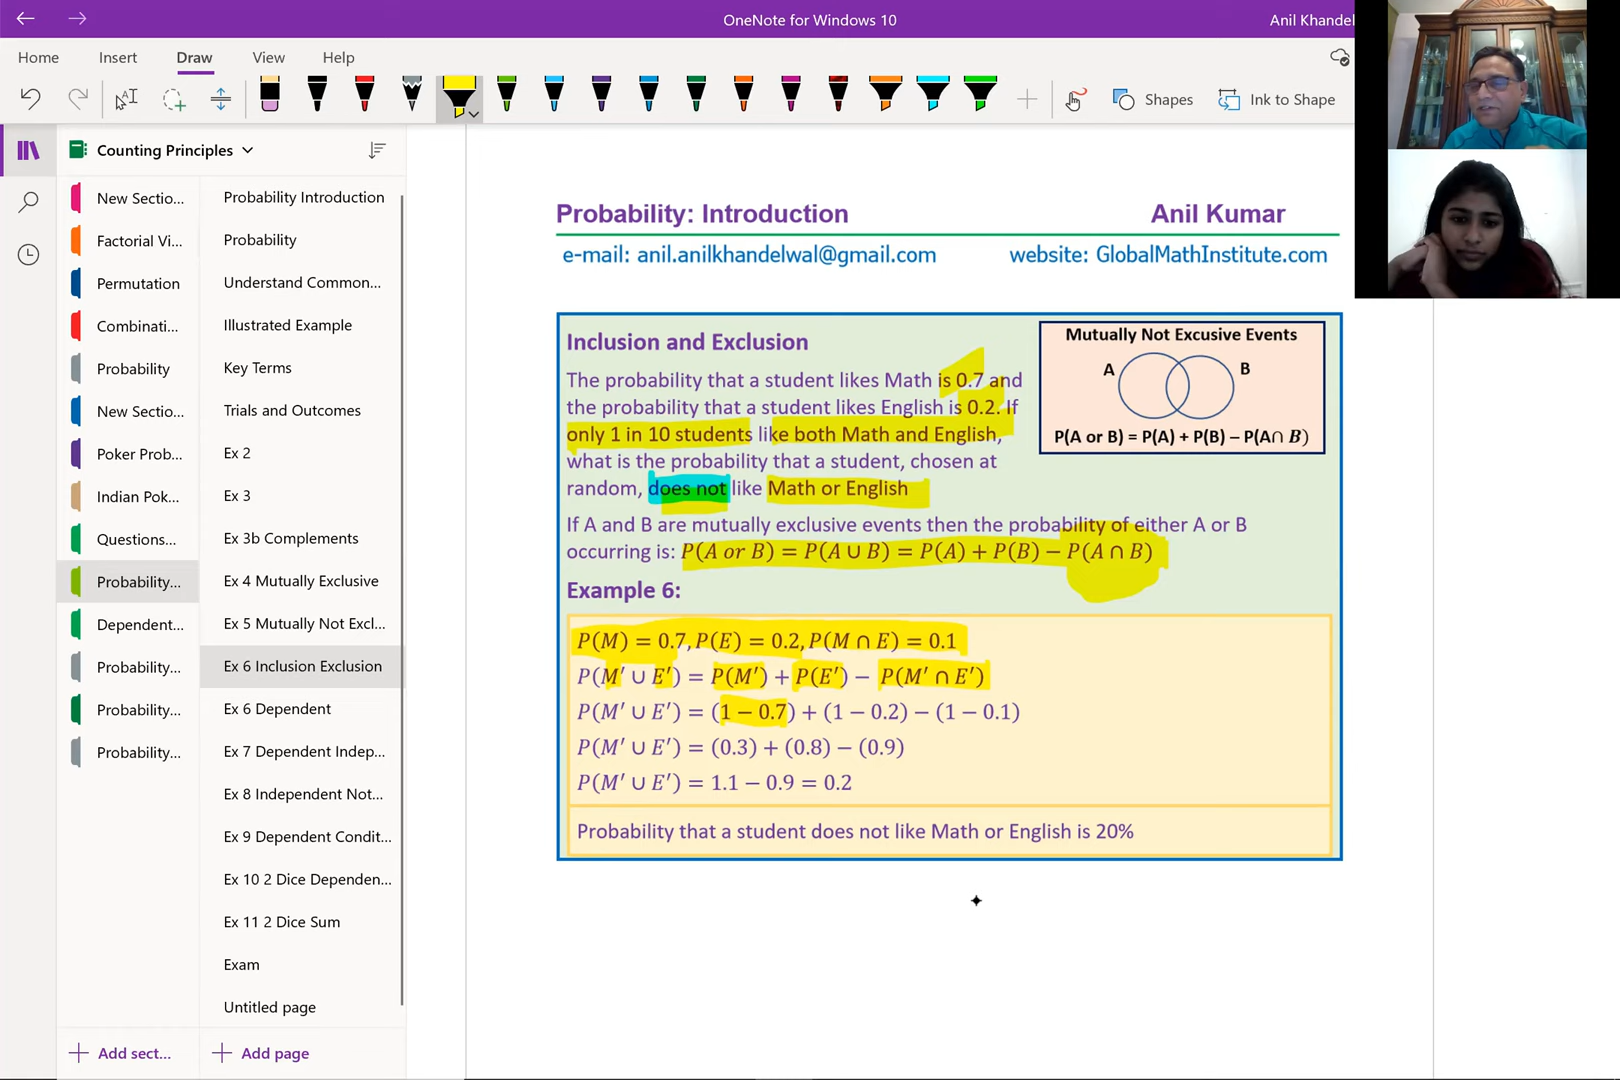 OneNote for Windows 10
Anil Khandel
Home Insert Draw View Help
Shapes Ink to Shape
Counting Principles
New Sectio...
Factorial Vi...
Permutation
Combinati...
Probability
New Sectio...
Poker Prob...
Indian Pok...
Questions...
Probability...
Dependent...
Probability...
Probability...
Probability...
Add sect...
Probability Introduction
Probability
Understand Common...
Illustrated Example
Key Terms
Trials and Outcomes
Ex 2
Ex 3
Ex 3b Complements
Ex 4 Mutually Exclusive
Ex 5 Mutually Not Excl...
Ex 6 Inclusion Exclusion
Ex 6 Dependent
Ex 7 Dependent Indep...
Ex 8 Independent Not...
Ex 9 Dependent Condit...
Ex 10 2 Dice Dependen...
Ex 11 2 Dice Sum
Exam
Untitled page
Add page
Probability: Introduction Anil Kumar
e-mail: anil.anilkhandelwal@gmail.com website: GlobalMathInstitute.com
Inclusion and Exclusion
The probability that a student likes Math is 0.7 and
the probability that a student likes English is 0.2. If
only 1 in 10 students like both Math and English,
what is the probability that a student, chosen at
random, does not like Math or English
Mutually Not Excusive Events
A B
P(A or B) = P(A) + P(B) − P(A∩ B)
If A and B are mutually exclusive events then the probability of either A or B
occurring is: P(A or B) = P(A ∪ B) = P(A) + P(B) − P(A ∩ B)
Example 6:
P(M) = 0.7, P(E) = 0.2, P(M ∩ E) = 0.1
P(M′ ∪ E′) = P(M′) + P(E′) − P(M′ ∩ E′)
P(M′ ∪ E′) = (1 − 0.7) + (1 − 0.2) − (1 − 0.1)
P(M′ ∪ E′) = (0.3) + (0.8) − (0.9)
P(M′ ∪ E′) = 1.1 − 0.9 = 0.2
Probability that a student does not like Math or English is 20%